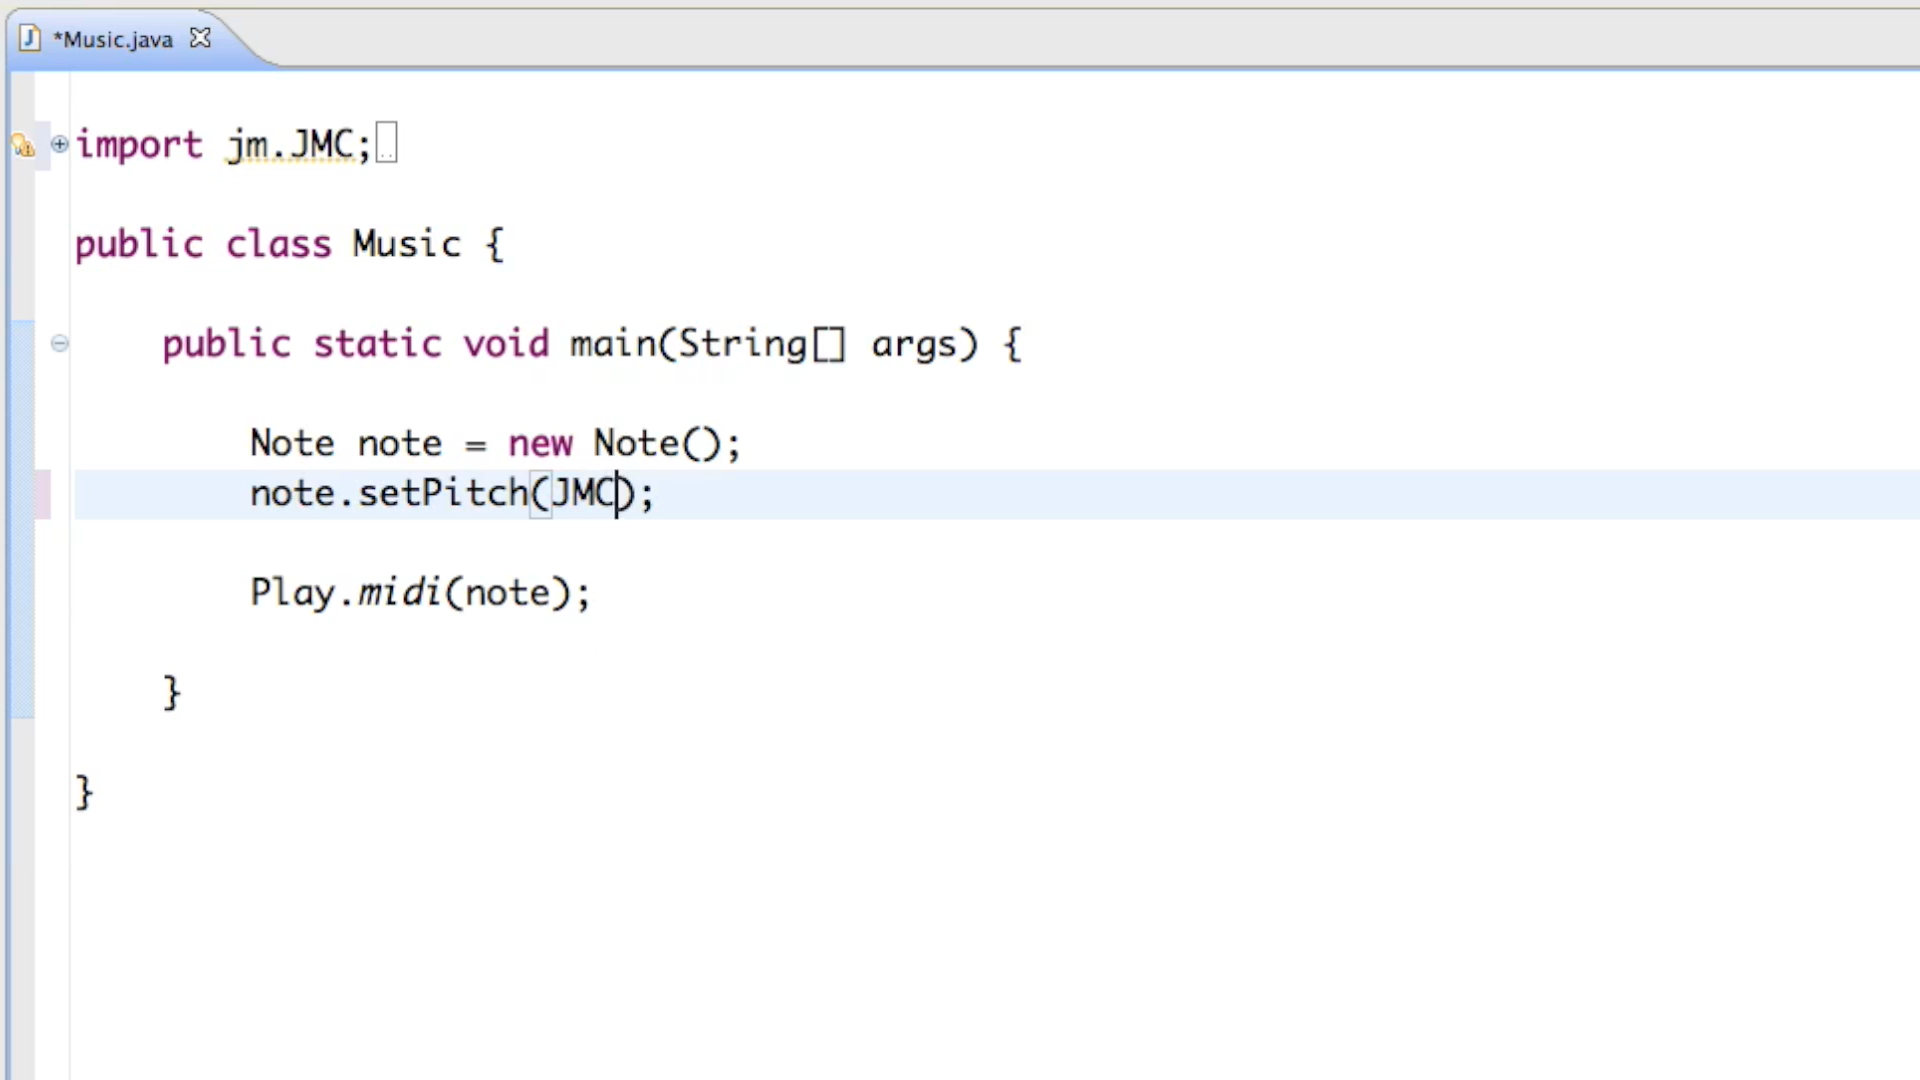 *Music.java
import jm.JMC;
public class Music {
public static void main(String[] args) {
Note note = new Note();
note.setPitch(JMC);
Play.midi(note);
}
}